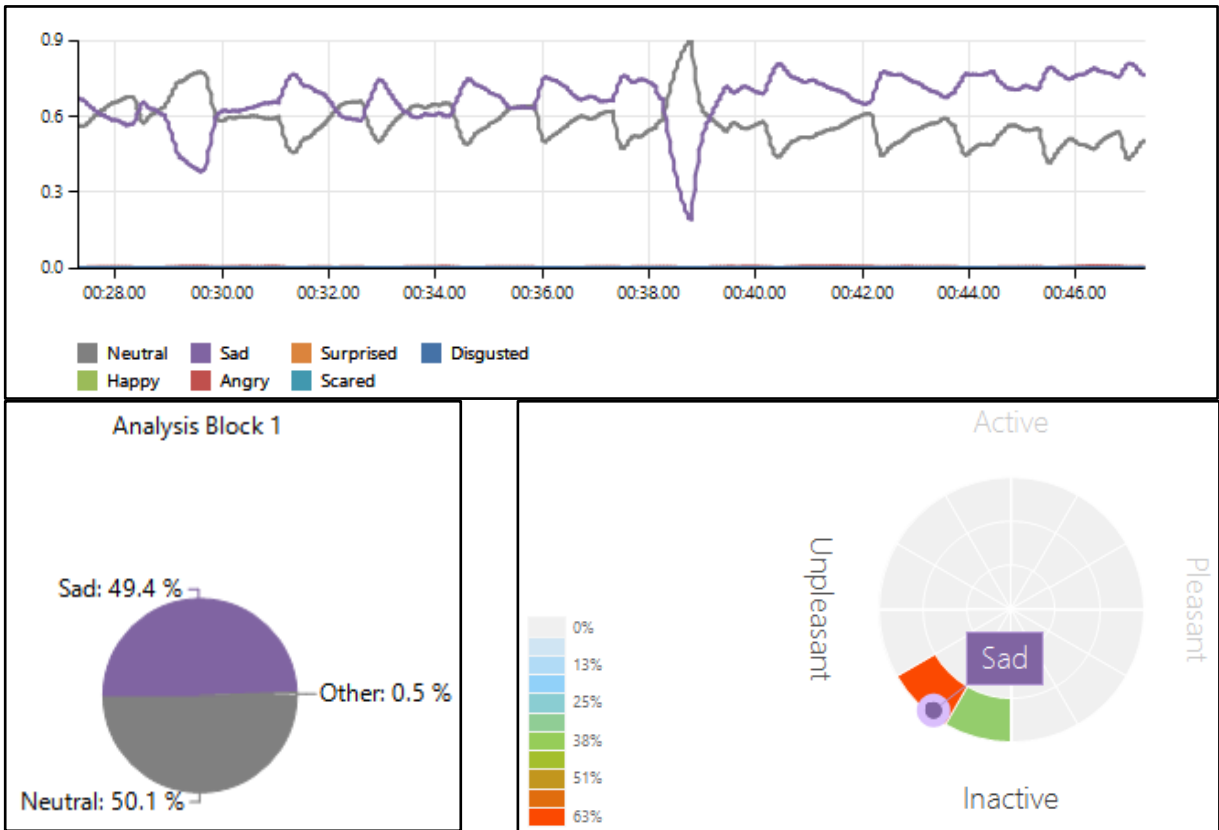 0.9
0.6
0.3
0.0
00:28.00 00:30.00 00:32.00 00:34.00 00:36.00 00:38.00 00:40.00 00:42.00 00:44.00 00:46.00
Neutral Sad Surprised Disgusted
Happy Angry Scared
Analysis Block 1
Sad: 49.4 %
Other: 0.5 %
Neutral: 50.1 %
Active
Unpleasant
Pleasant
Sad
Inactive
0%
13%
25%
38%
51%
63%